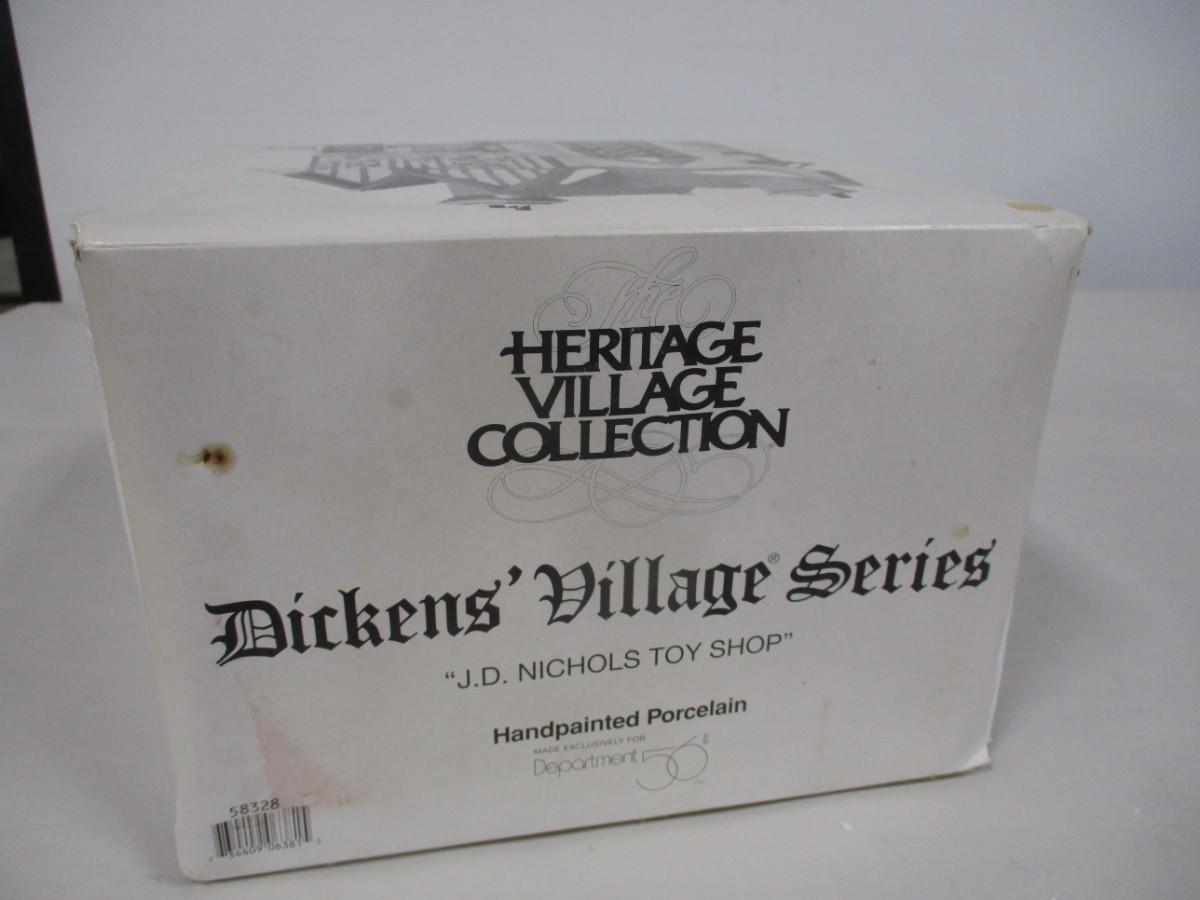 The
HERITAGE
VILLAGE
COLLECTION
Dickens' Village® Series
"J.D. NICHOLS TOY SHOP"
Handpainted Porcelain
MADE EXCLUSIVELY FOR
Department 56®
58328